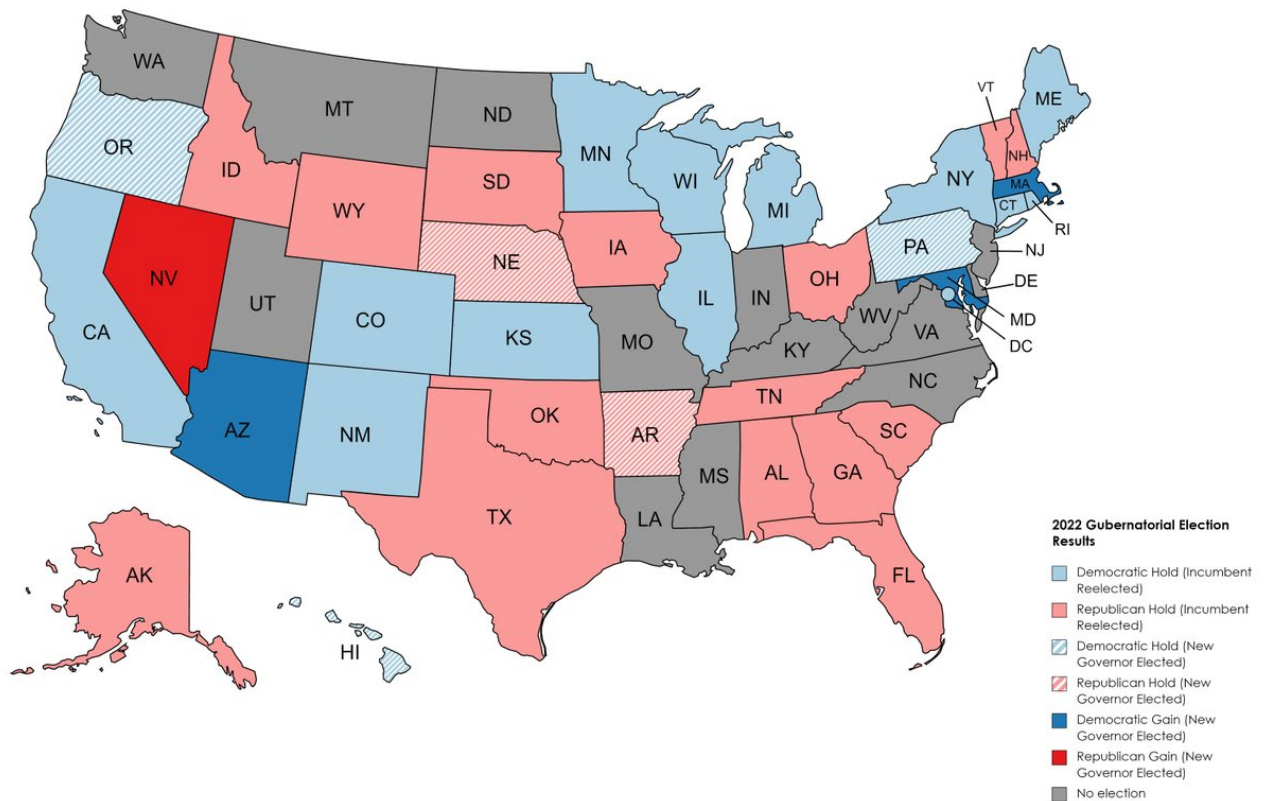 WA
MT
ND
MN
VT
ME
OR
ID
SD
WI
MI
NY
NH
MA
CT
RI
WY
IA
PA
NJ
NE
NV
UT
CO
IL
IN
OH
DE
MD
DC
CA
KS
MO
WV
VA
KY
NC
AZ
NM
OK
AR
TN
SC
MS
AL
GA
TX
LA
FL
AK
HI
2022 Gubernatorial Election
Results
Democratic Hold (Incumbent
Reelected)
Republican Hold (Incumbent
Reelected)
Democratic Hold (New
Governor Elected)
Republican Hold (New
Governor Elected)
Democratic Gain (New
Governor Elected)
Republican Gain (New
Governor Elected)
No election